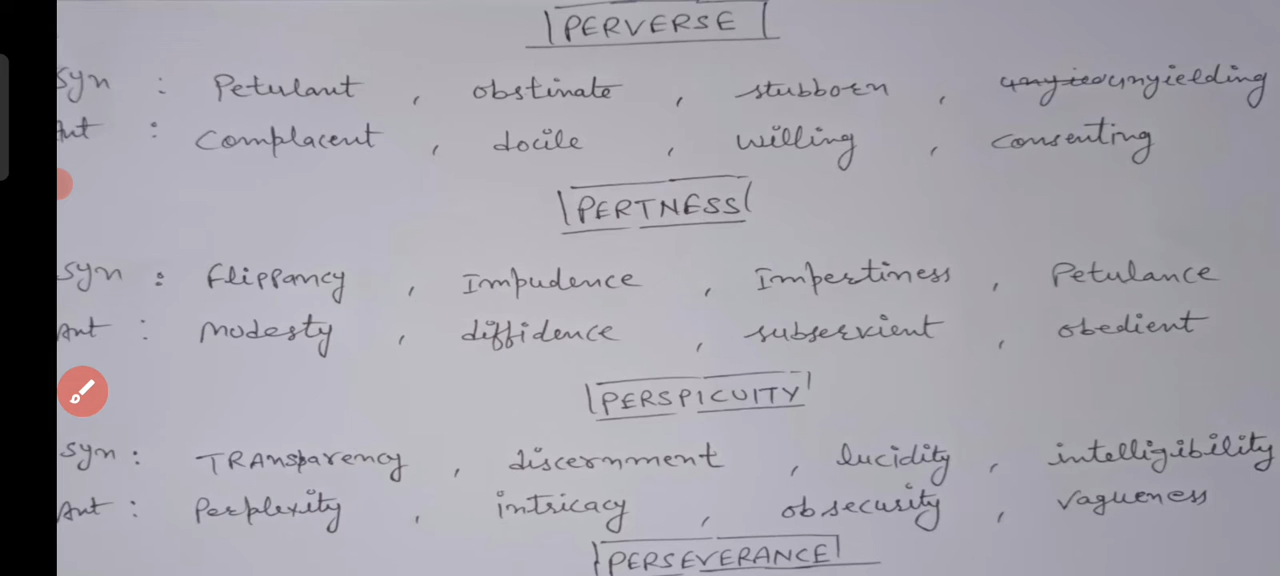 PERVERSE
Syn : Petulant , obstinate , stubborn , unyielding
Ant : Complacent , docile , willing , consenting
PERTNESS
Syn : Flippancy , Impudence , Impertiness , Petulance
Ant : Modesty , diffidence , subservient , obedient
PERSPICUITY
Syn : TRANsparency , discernment , lucidity , intelligibility
Ant : Perplexity , intricacy , obsecurity , vagueness
PERSEVERANCE